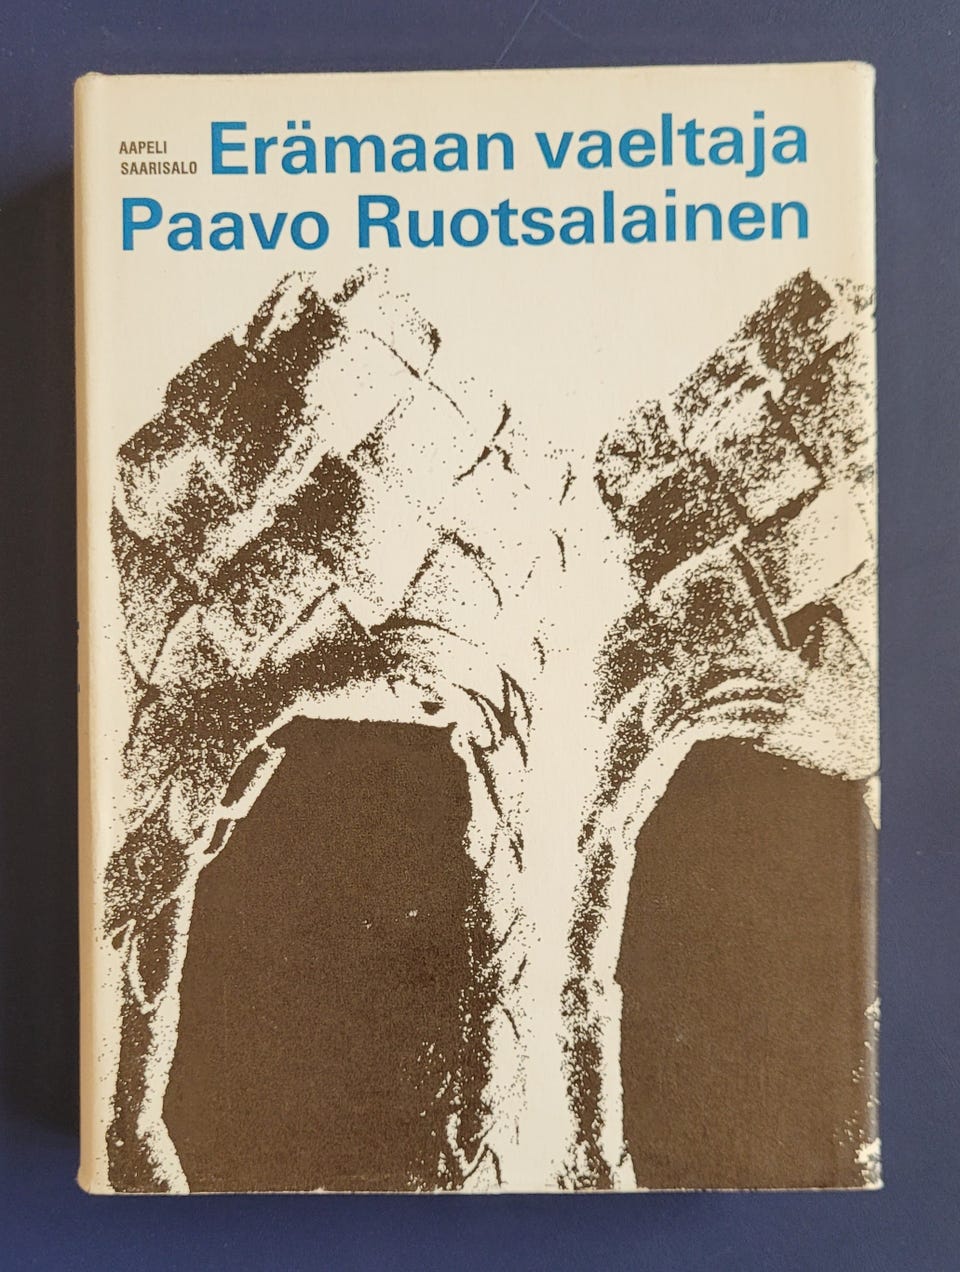 AAPELI
SAARISALO
Erämaan vaeltaja
Paavo Ruotsalainen